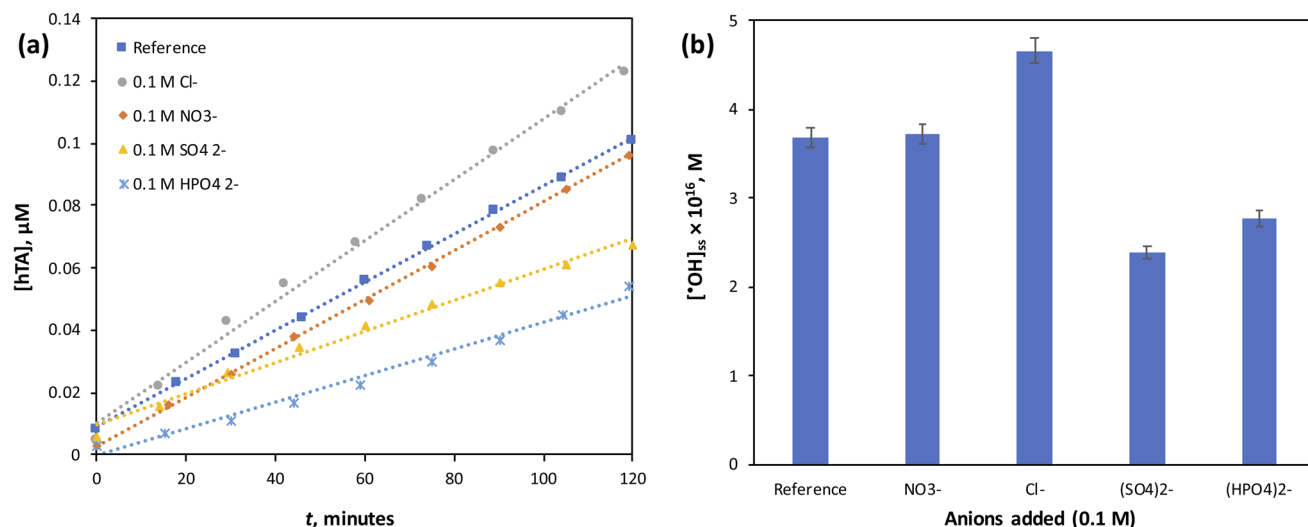 (a)
Reference
0.1 M Cl-
0.1 M NO3-
0.1 M SO4 2-
0.1 M HPO4 2-
[hTA], µM
0.14
0.12
0.1
0.08
0.06
0.04
0.02
0
0 20 40 60 80 100 120
t, minutes
(b)
[•OH]ss × 10¹⁶, M
5
4
3
2
1
0
Reference NO3- Cl- (SO4)2- (HPO4)2-
Anions added (0.1 M)